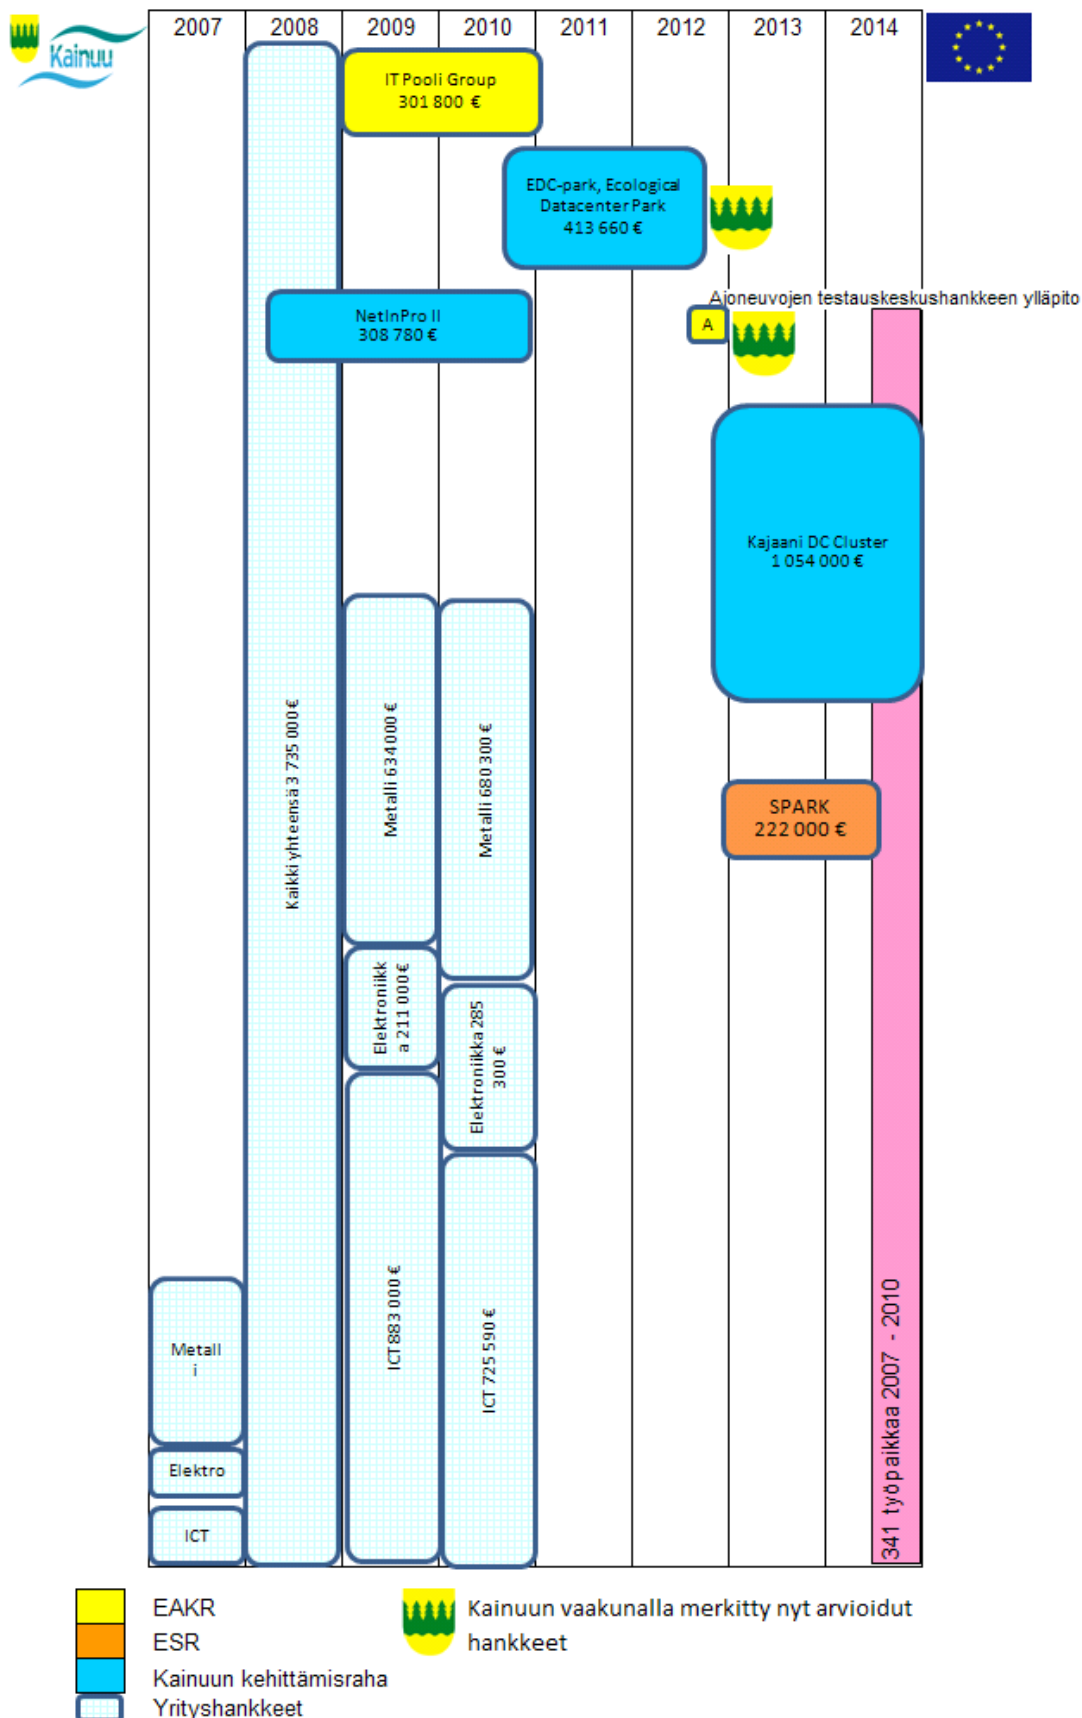 Kainuu
2007 2008 2009 2010 2011 2012 2013 2014
IT Pooli Group
301 800 €
EDC-park, Ecological
Datacenter Park
413 660 €
Ajoneuvojen testauskeskushankkeen ylläpito
A
NetInPro II
308 780 €
Kajaani DC Cluster
1 054 000 €
Kaikki yhteensä 3 735 000 €
Metalli 634 000 €
Metalli 680 300 €
SPARK
222 000 €
Elektroniikk
a 211 000 €
Elektroniikka 285
300 €
ICT 883 000 €
ICT 725 590 €
Metall
i
Elektro
ICT
341 työpaikkaa 2007 - 2010
EAKR
ESR
Kainuun kehittämisraha
Yrityshankkeet
Kainuun vaakunalla merkitty nyt arvioidut
hankkeet